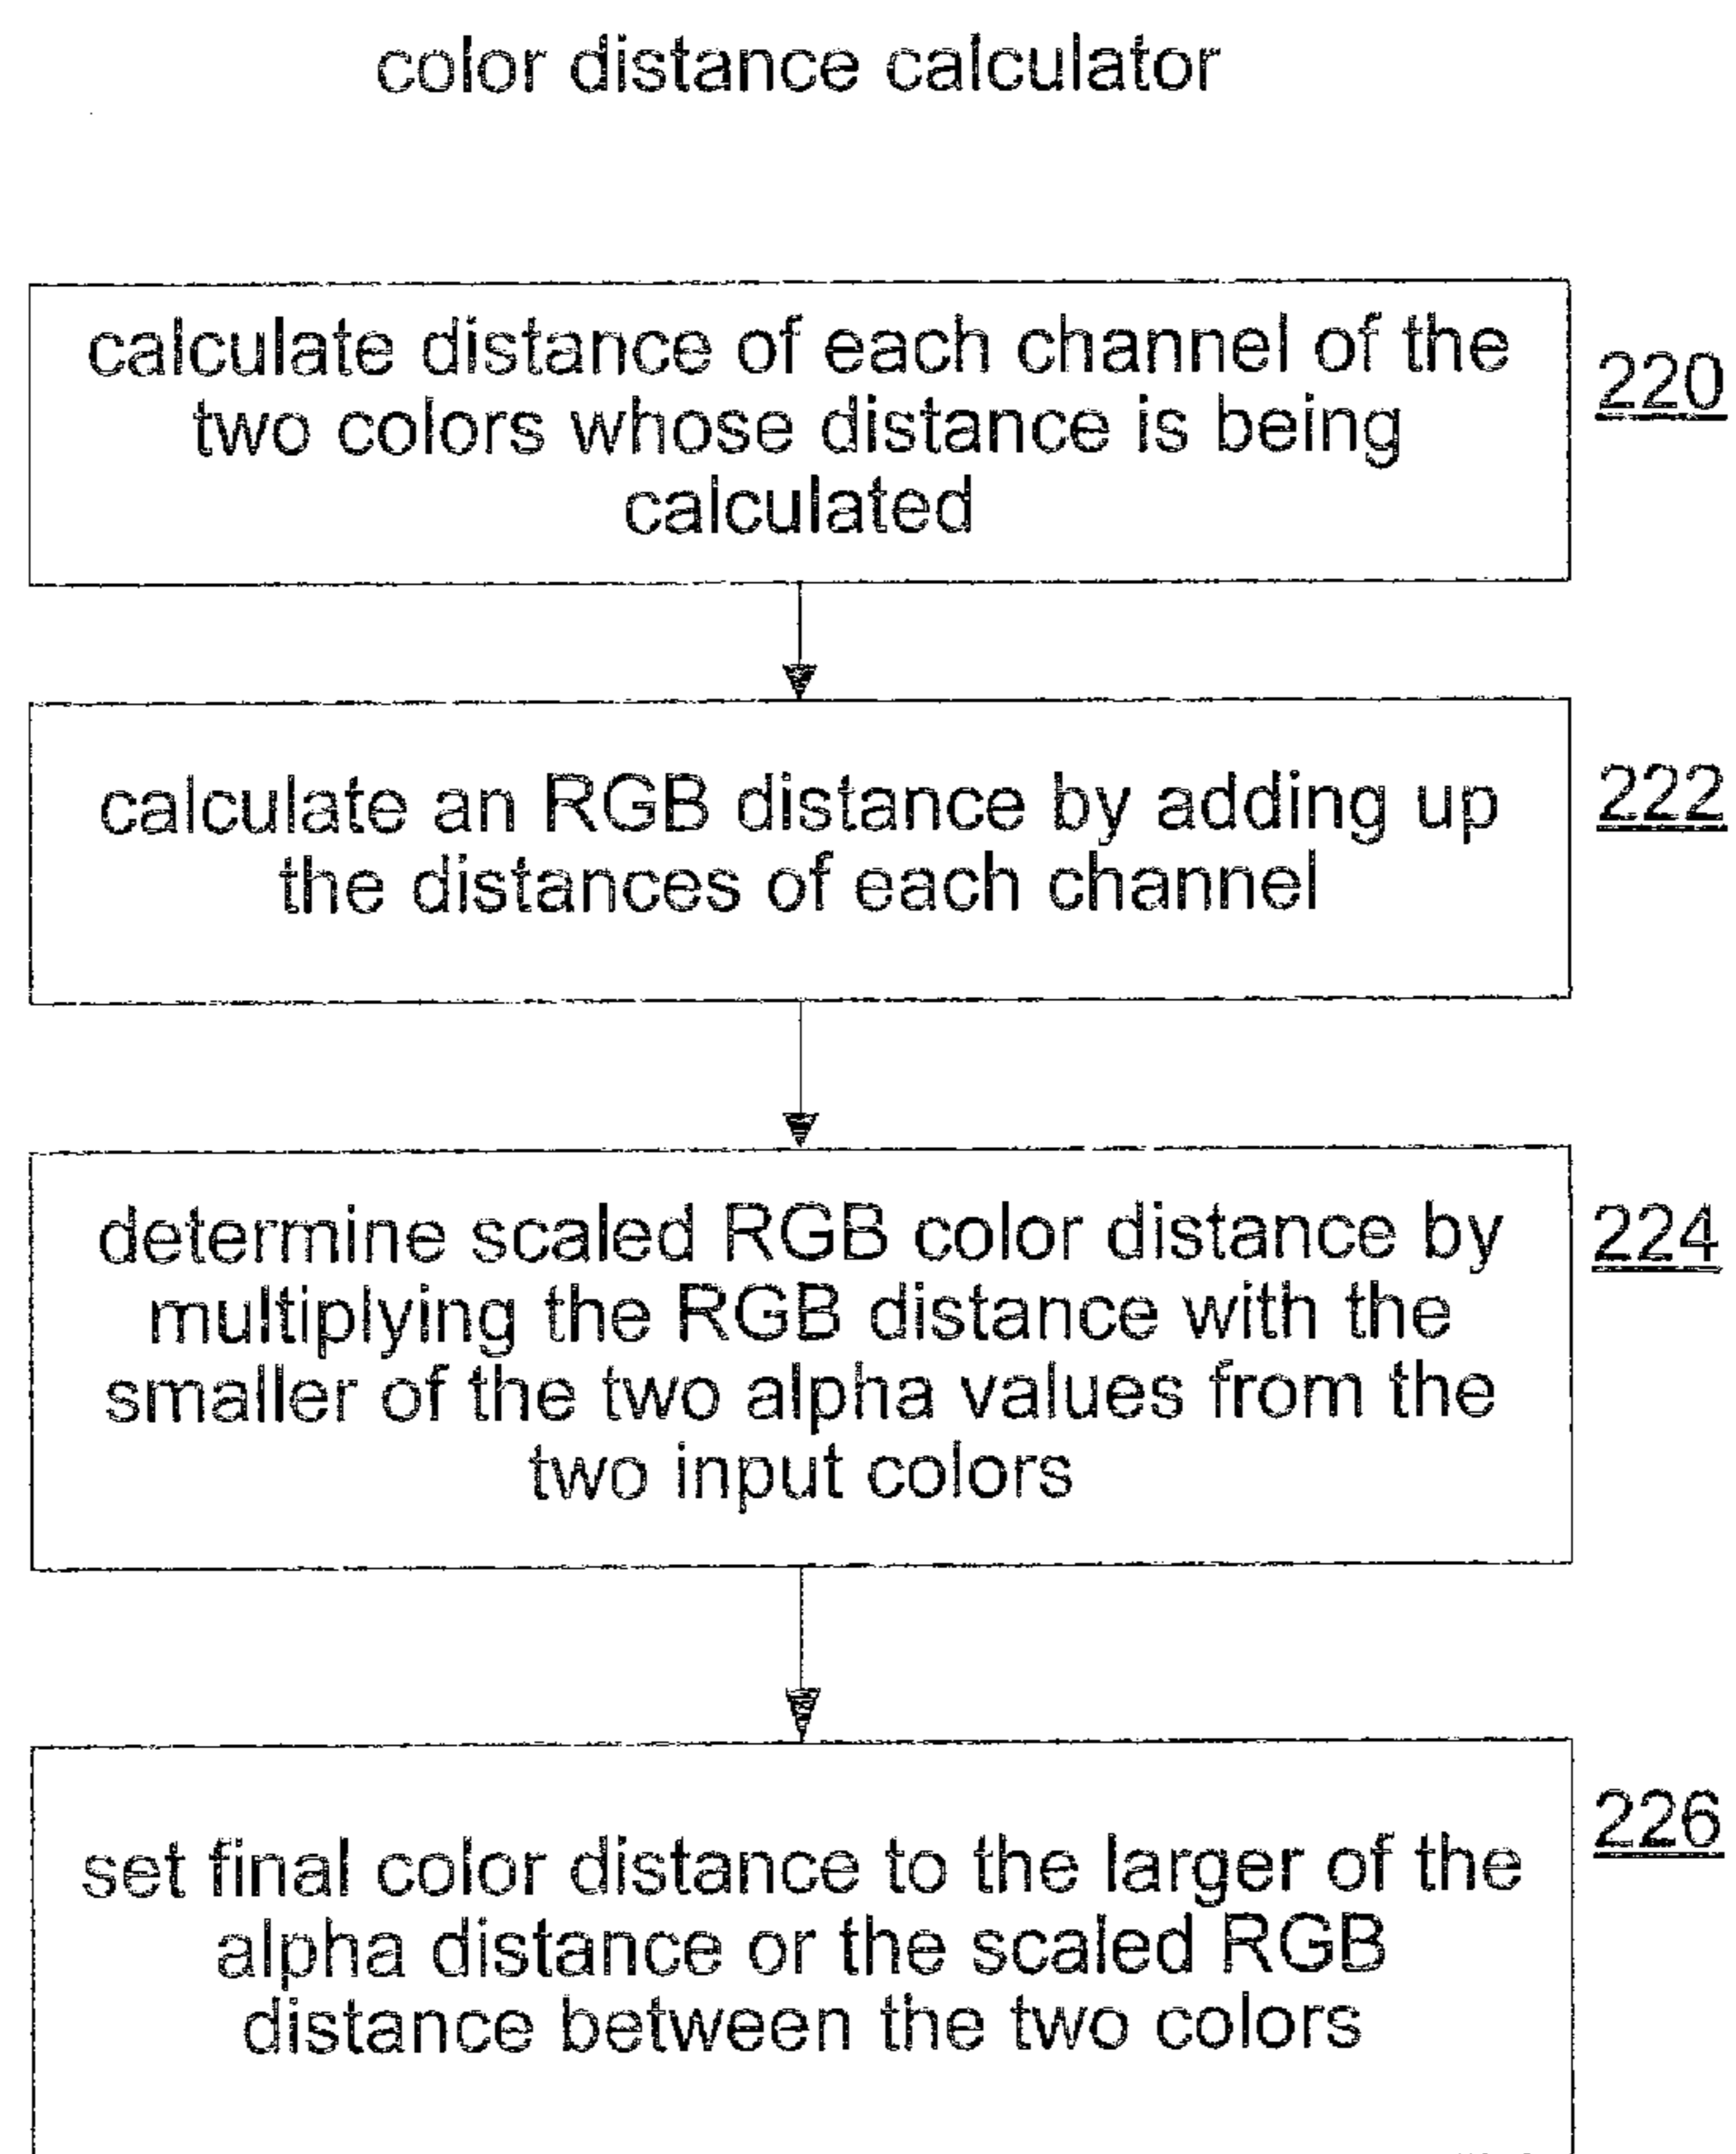 color distance calculator
calculate distance of each channel of the
two colors whose distance is being
calculated
220
calculate an RGB distance by adding up
the distances of each channel
222
determine scaled RGB color distance by
multiplying the RGB distance with the
smaller of the two alpha values from the
two input colors
224
set final color distance to the larger of the
alpha distance or the scaled RGB
distance between the two colors
226